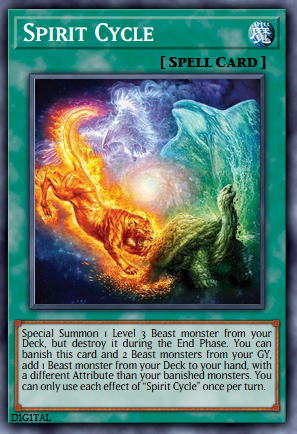 Spirit Cycle
[ Spell Card ]
Special Summon 1 Level 3 Beast monster from your
Deck, but destroy it during the End Phase. You can
banish this card and 2 Beast monsters from your GY,
add 1 Beast monster from your Deck to your hand, with
a different Attribute than your banished monsters. You
can only use each effect of "Spirit Cycle" once per turn.
D1G1TAL